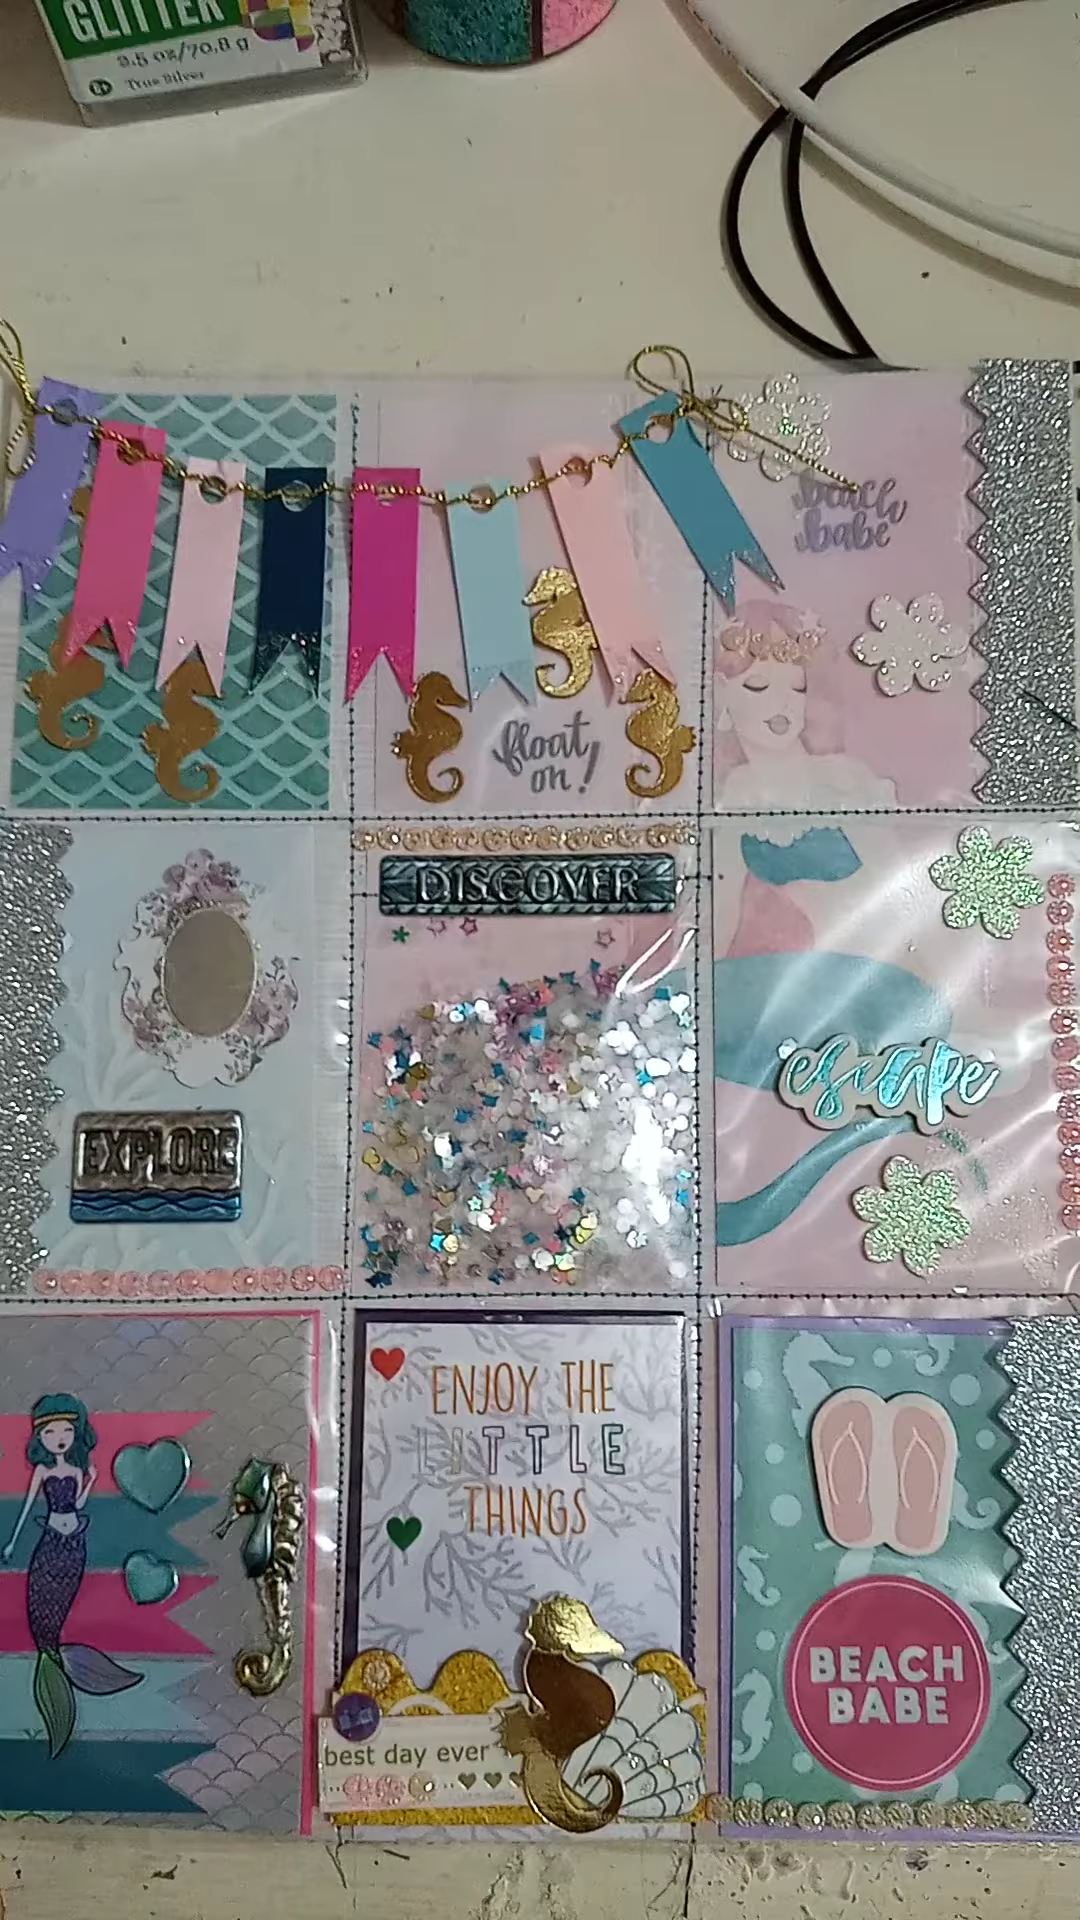 GLITTER
2.5 oz/70,8 g
True Silver
beach
babe
float
on!
DISCOVER
escape
EXPLORE
ENJOY THE
LITTLE
THINGS
BEACH
BABE
best day ever